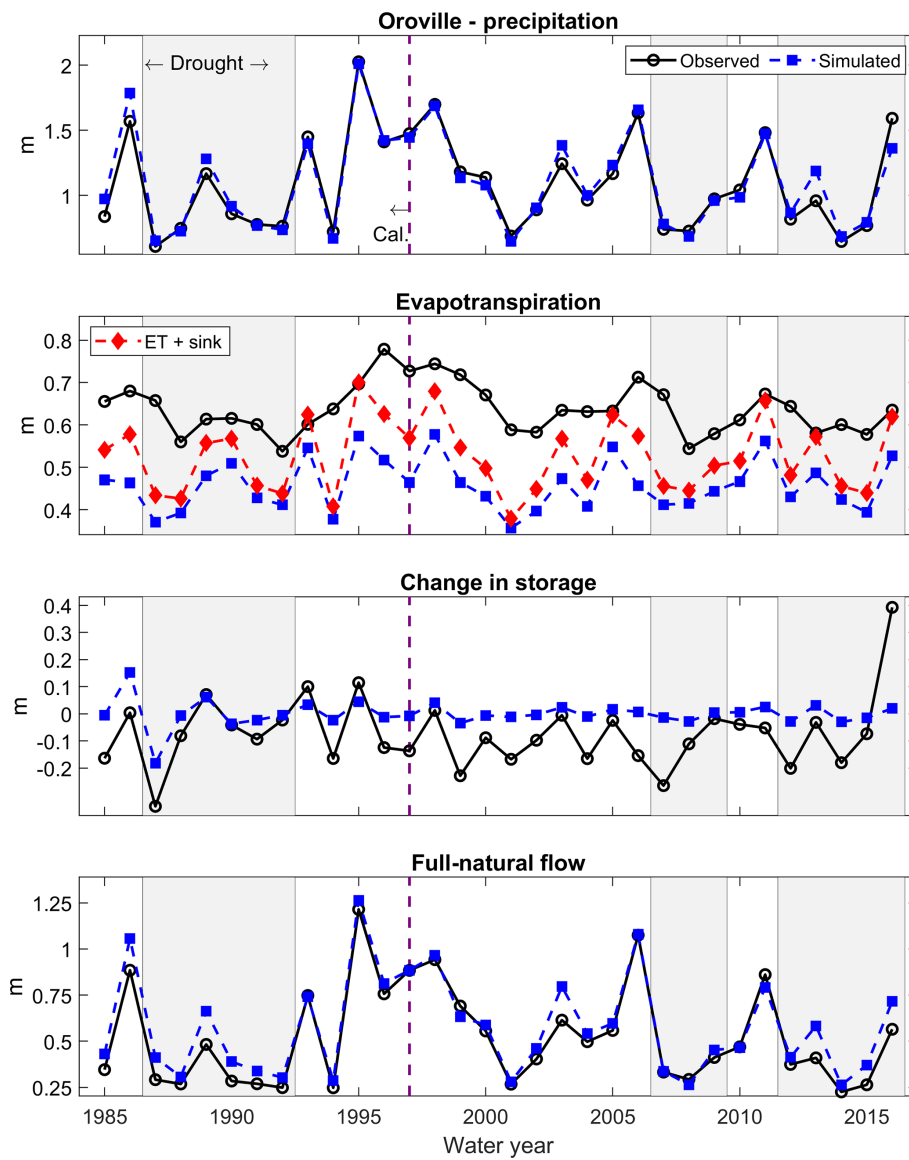 Oroville - precipitation
← Drought →
Observed
Simulated
2
1.5
1
m
←
Cal.
Evapotranspiration
ET + sink
0.8
0.7
0.6
0.5
0.4
m
Change in storage
0.4
0.3
0.2
0.1
0
-0.1
-0.2
m
Full-natural flow
1.25
1
0.75
0.5
0.25
m
1985 1990 1995 2000 2005 2010 2015
Water year